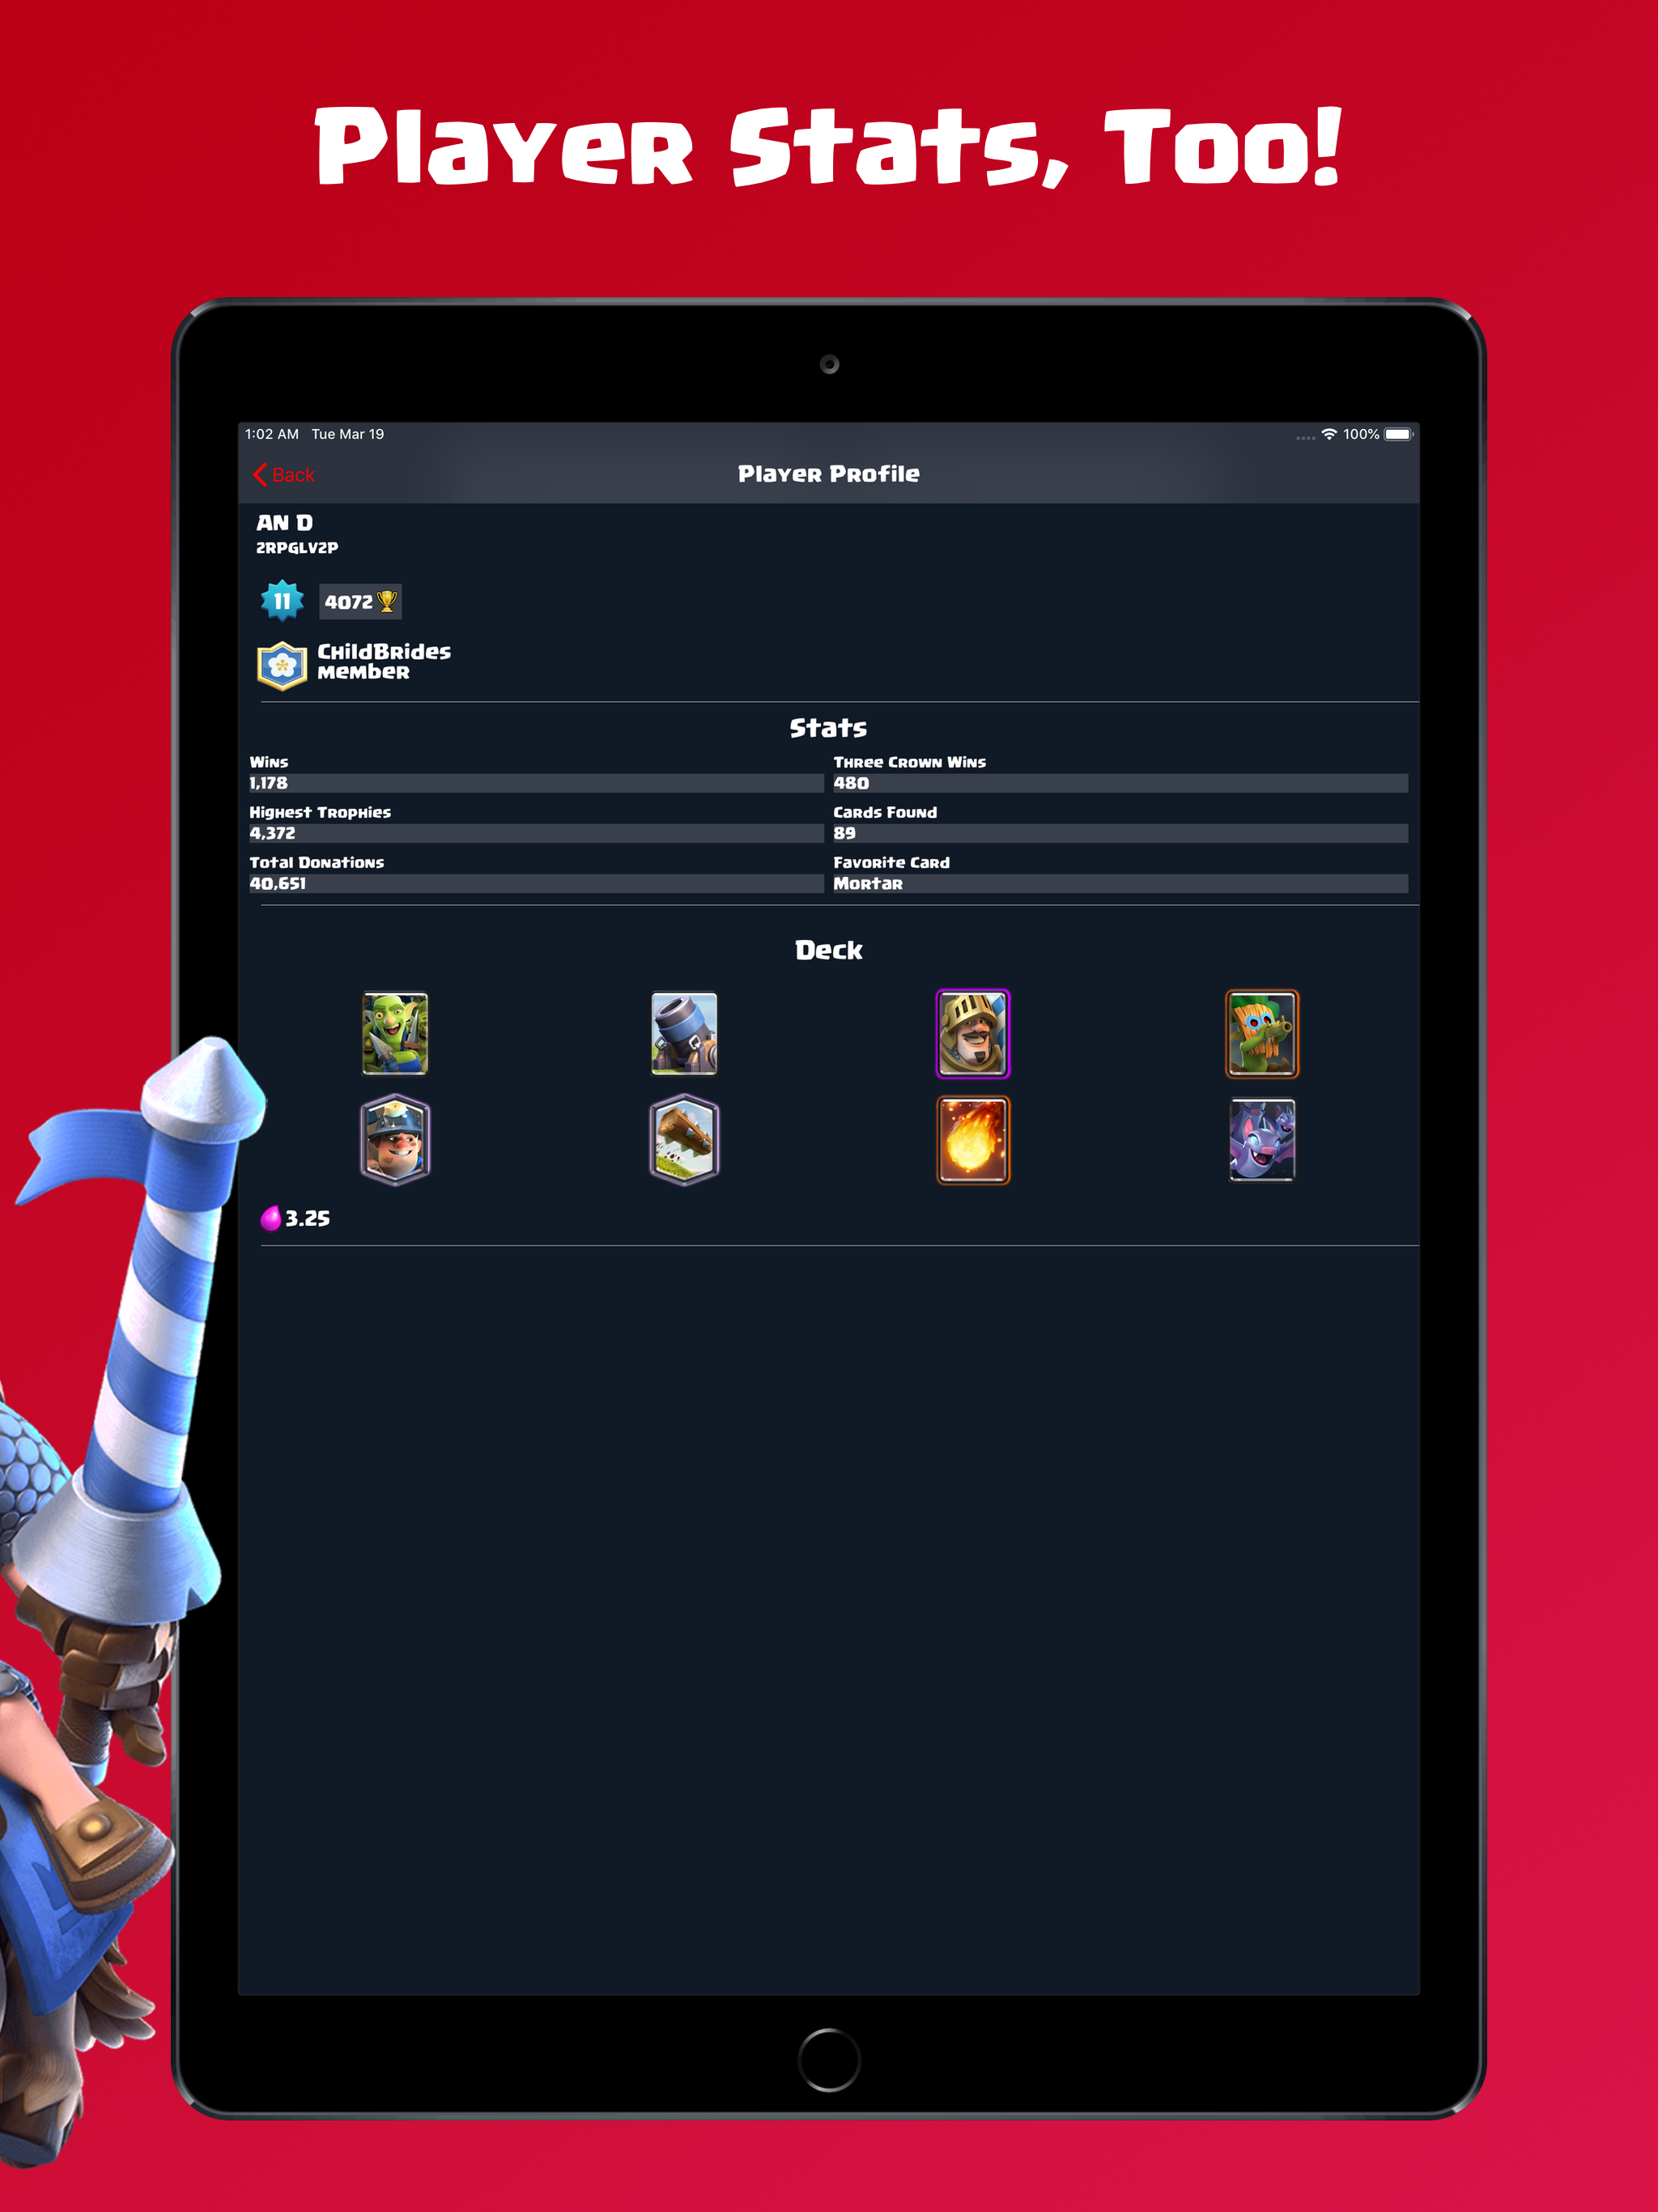 Player Stats, Too!
1:02 AM Tue Mar 19
100%
Back
Player Profile
AN D
2RPGLV2P
11
4072
ChildBrides
member
Stats
Wins
Three Crown Wins
1,178
480
Highest Trophies
Cards Found
4,372
89
Total Donations
Favorite Card
40,651
Mortar
Deck
3.25